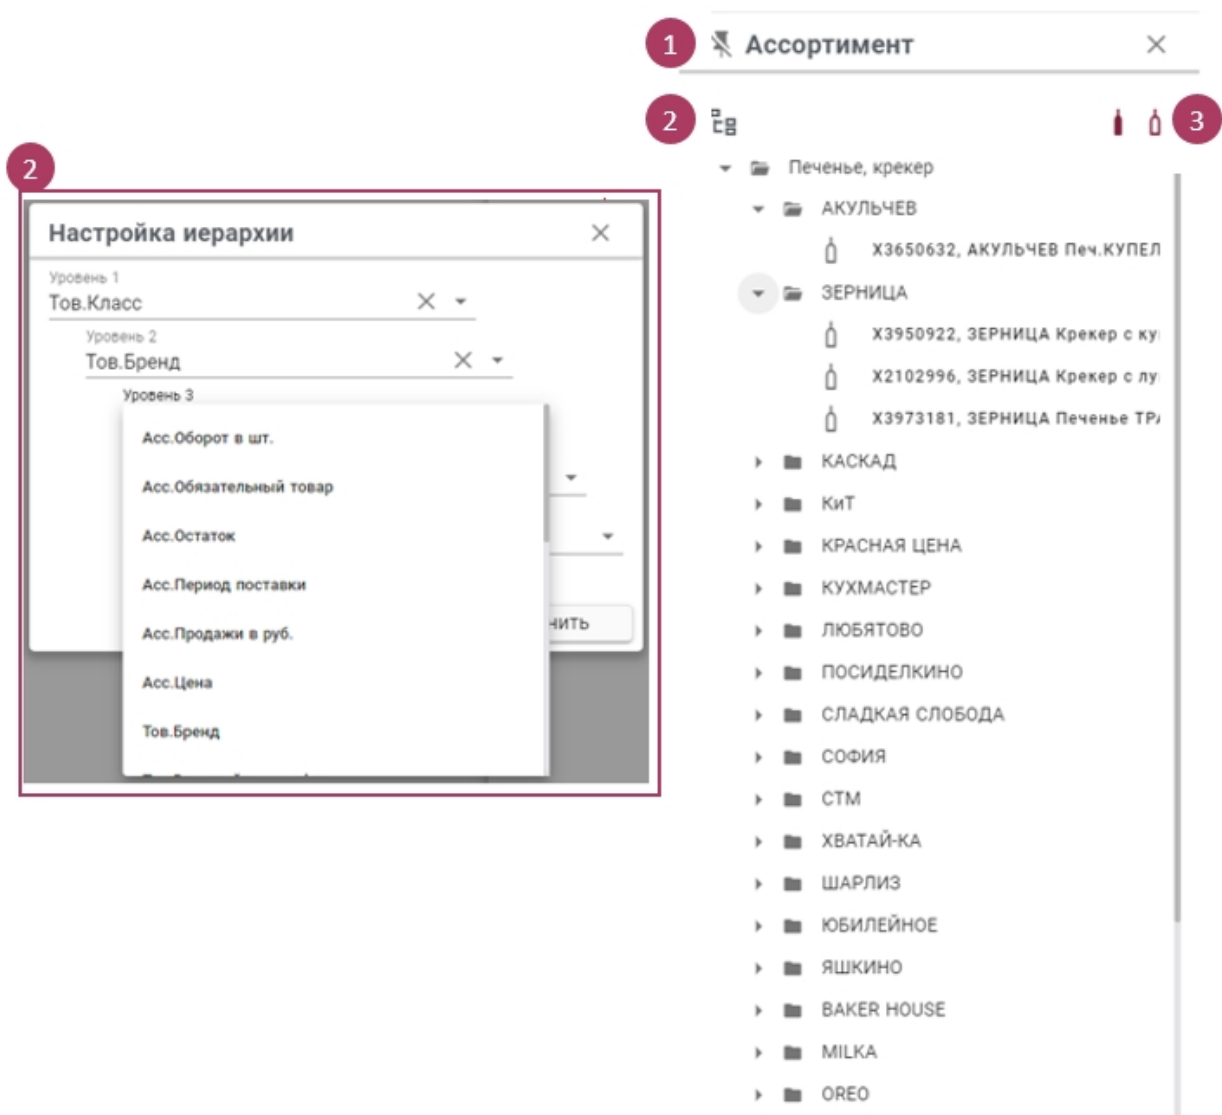 1 Ассортимент
2 3
Печенье, крекер
АКУЛЬЧЕВ
X3650632, АКУЛЬЧЕВ Печ.КУПЕЛ
ЗЕРНИЦА
X3950922, ЗЕРНИЦА Крекер с ку
X2102996, ЗЕРНИЦА Крекер с лу
X3973181, ЗЕРНИЦА Печенье ТРА
КАСКАД
КиТ
КРАСНАЯ ЦЕНА
КУХМАСТЕР
ЛЮБЯТОВО
ПОСИДЕЛКИНО
СЛАДКАЯ СЛОБОДА
СОФИЯ
СТМ
ХВАТАЙ-КА
ШАРЛИЗ
ЮБИЛЕЙНОЕ
ЯШКИНО
BAKER HOUSE
MILKA
OREO
2
Настройка иерархии
Уровень 1
Тов.Класс
Уровень 2
Тов.Бренд
Уровень 3
Асс.Оборот в шт.
Асс.Обязательный товар
Асс.Остаток
Асс.Период поставки
Асс.Продажи в руб.
Асс.Цена
Тов.Бренд
чить